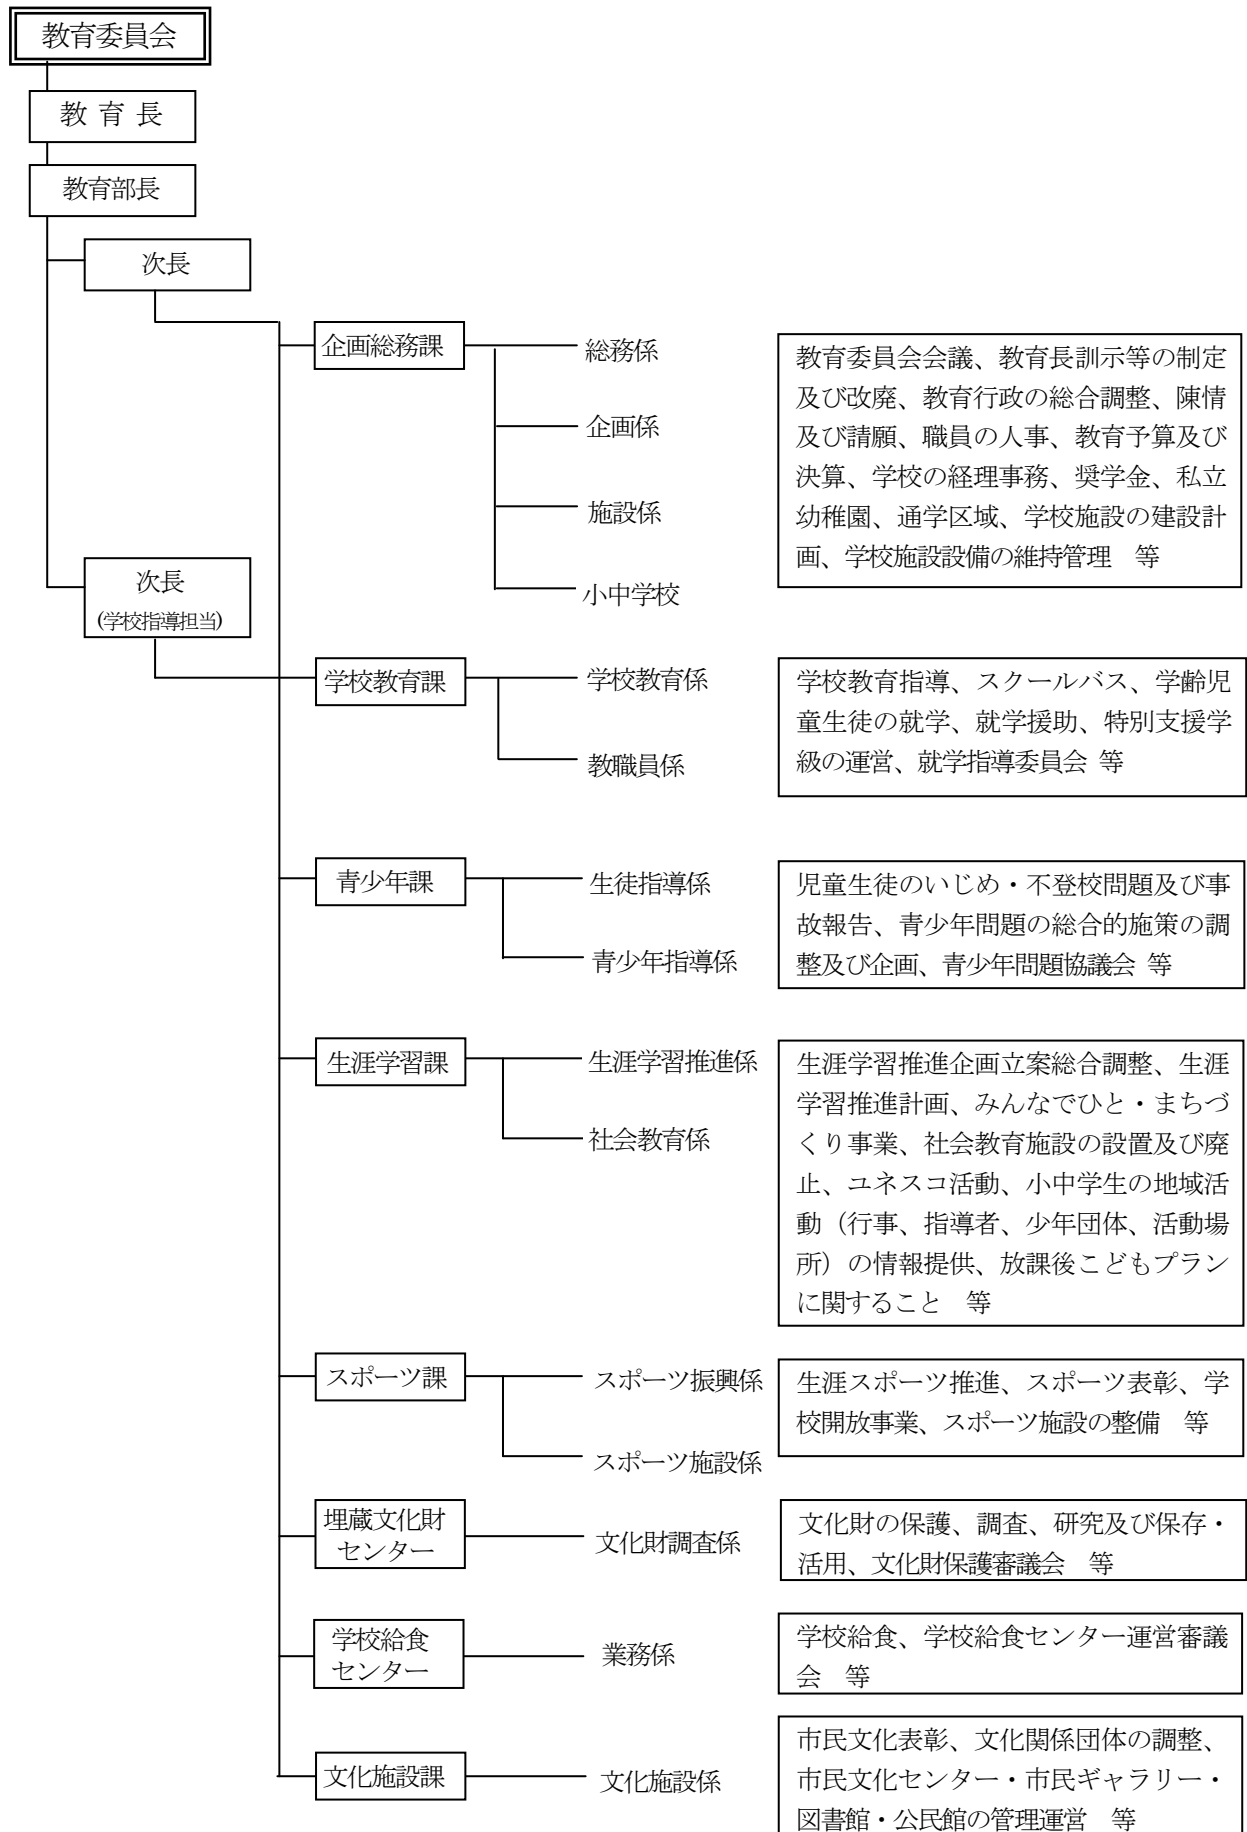 教育委員会
教 育 長
教育部長
次長
企画総務課
総務係
企画係
施設係
小中学校
教育委員会会議、教育長訓示等の制定
及び改廃、教育行政の総合調整、陳情
及び請願、職員の人事、教育予算及び
決算、学校の経理事務、奨学金、私立
幼稚園、通学区域、学校施設の建設計
画、学校施設設備の維持管理　等
次長
(学校指導担当)
学校教育課
学校教育係
教職員係
学校教育指導、スクールバス、学齢児
童生徒の就学、就学援助、特別支援学
級の運営、就学指導委員会 等
青少年課
生徒指導係
青少年指導係
児童生徒のいじめ・不登校問題及び事
故報告、青少年問題の総合的施策の調
整及び企画、青少年問題協議会 等
生涯学習課
生涯学習推進係
社会教育係
生涯学習推進企画立案総合調整、生涯
学習推進計画、みんなでひと・まちづ
くり事業、社会教育施設の設置及び廃
止、ユネスコ活動、小中学生の地域活
動（行事、指導者、少年団体、活動場
所）の情報提供、放課後こどもプラン
に関すること　等
スポーツ課
スポーツ振興係
スポーツ施設係
生涯スポーツ推進、スポーツ表彰、学
校開放事業、スポーツ施設の整備　等
埋蔵文化財
センター
文化財調査係
文化財の保護、調査、研究及び保存・
活用、文化財保護審議会　等
学校給食
センター
業務係
学校給食、学校給食センター運営審議
会　等
文化施設課
文化施設係
市民文化表彰、文化関係団体の調整、
市民文化センター・市民ギャラリー・
図書館・公民館の管理運営　等